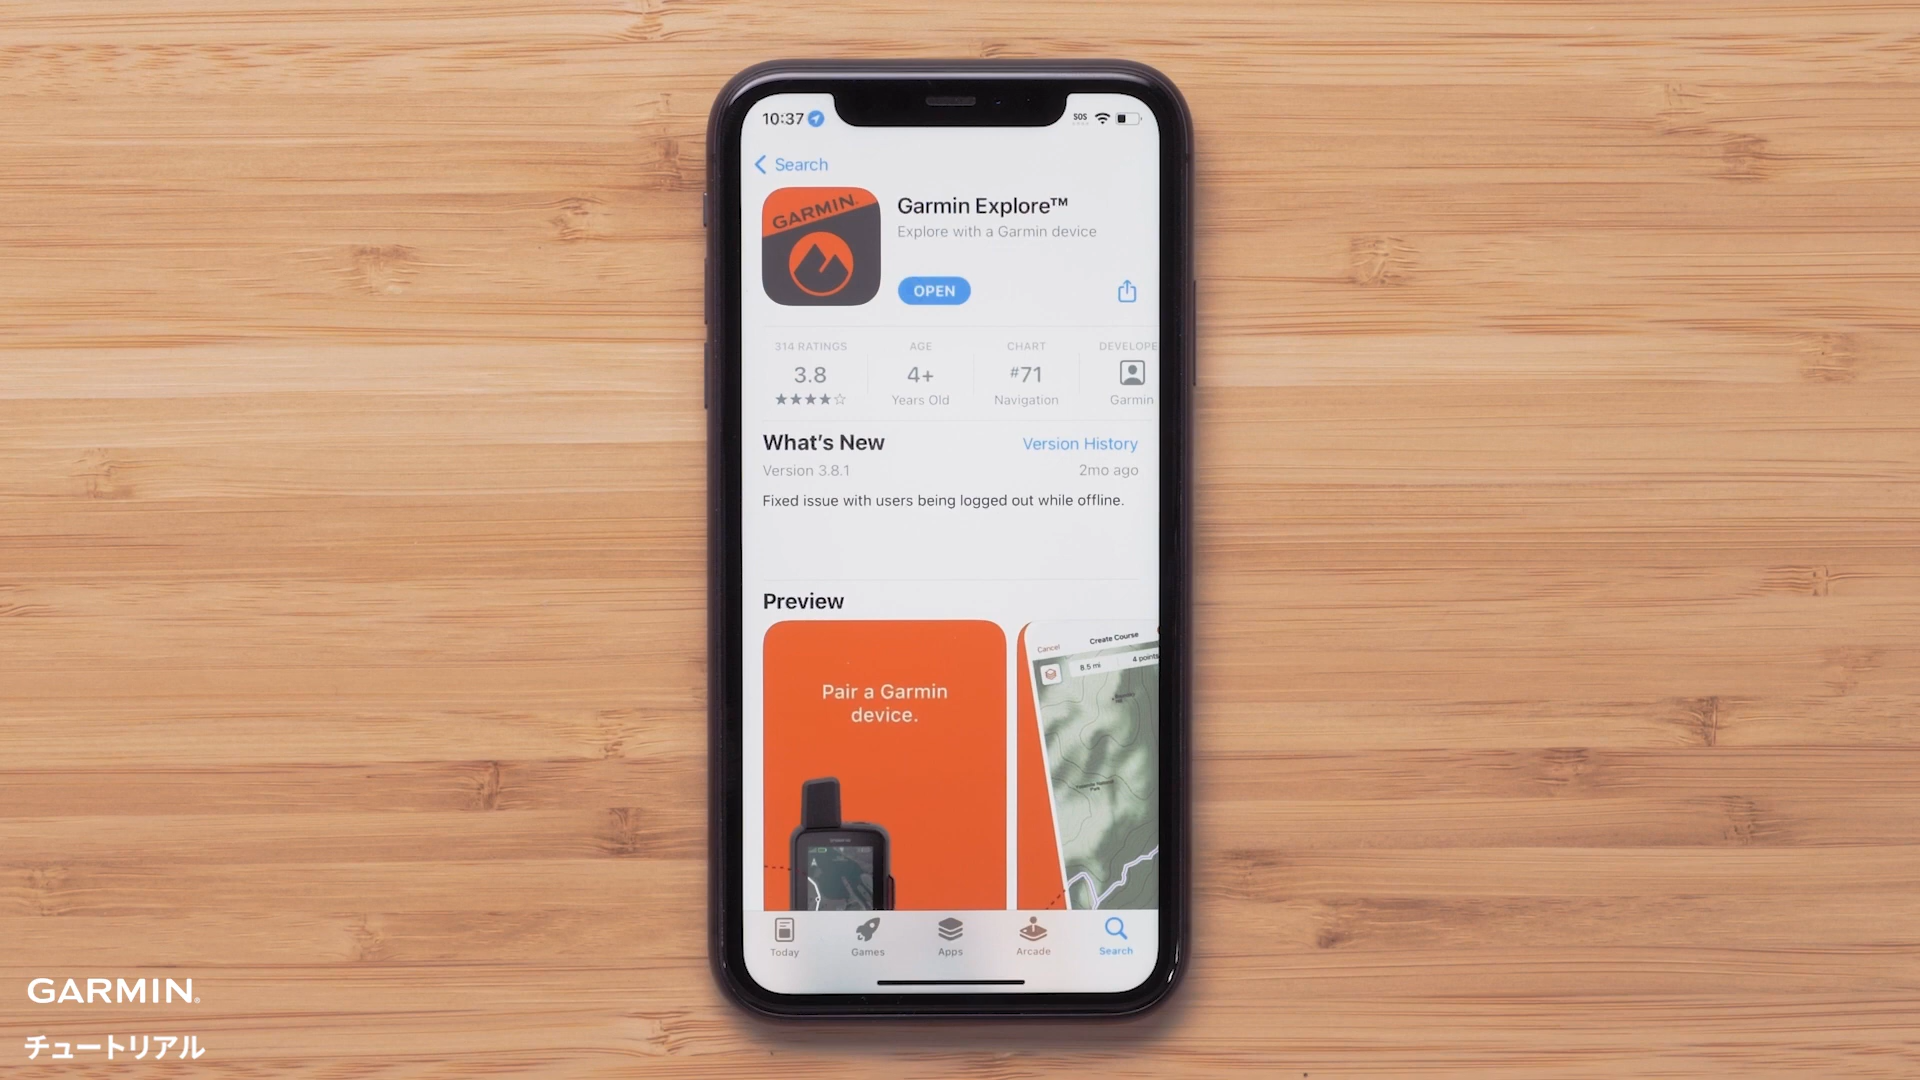 10:37
SOS
Search
GARMIN.
Garmin Explore™
Explore with a Garmin device
OPEN
314 RATINGS
3.8
★★★★☆
AGE
4+
Years Old
CHART
#71
Navigation
DEVELOPE
Garmin
What's New
Version History
Version 3.8.1
2mo ago
Fixed issue with users being logged out while offline.
Preview
Pair a Garmin
device.
Cancel
Create Course
8.5 mi
4 points
Today
Games
Apps
Arcade
Search
GARMIN®
チュートリアル